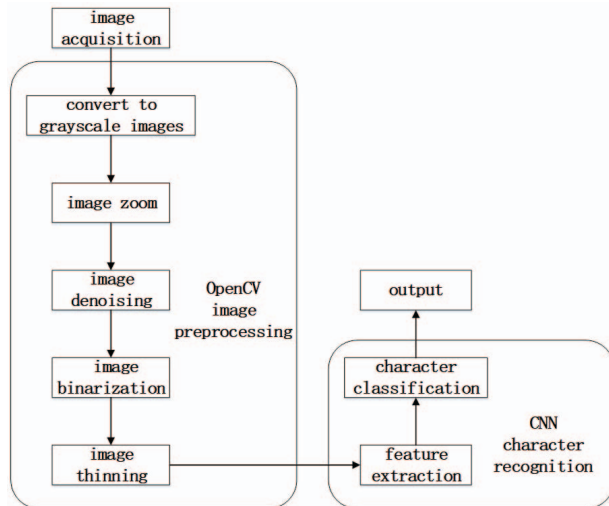 image
acquisition
convert to
grayscale images
image zoom
image
denoising
OpenCV
image
preprocessing
image
binarization
image
thinning
output
character
classification
feature
extraction
CNN
character
recognition